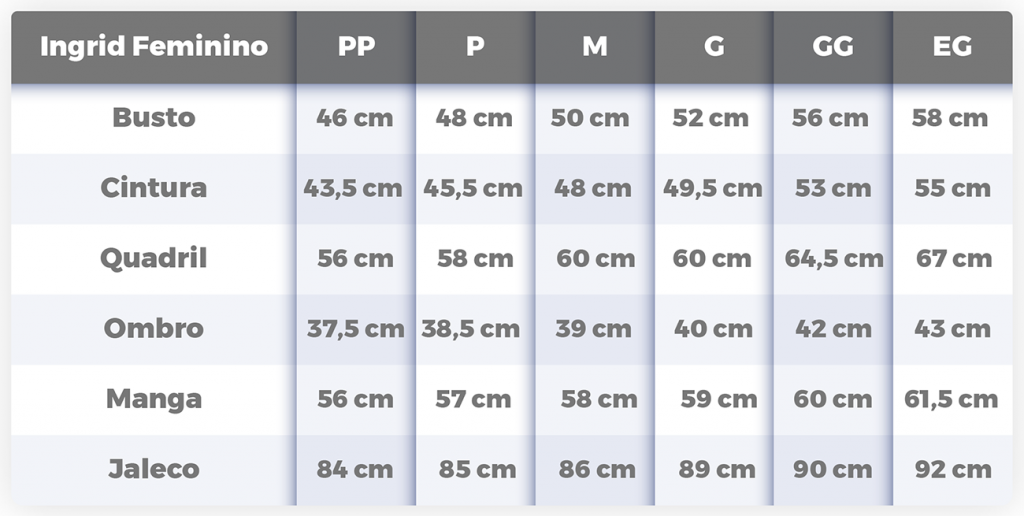 Ingrid Feminino PP P M G GG EG
Busto 46 cm 48 cm 50 cm 52 cm 56 cm 58 cm
Cintura 43,5 cm 45,5 cm 48 cm 49,5 cm 53 cm 55 cm
Quadril 56 cm 58 cm 60 cm 60 cm 64,5 cm 67 cm
Ombro 37,5 cm 38,5 cm 39 cm 40 cm 42 cm 43 cm
Manga 56 cm 57 cm 58 cm 59 cm 60 cm 61,5 cm
Jaleco 84 cm 85 cm 86 cm 89 cm 90 cm 92 cm